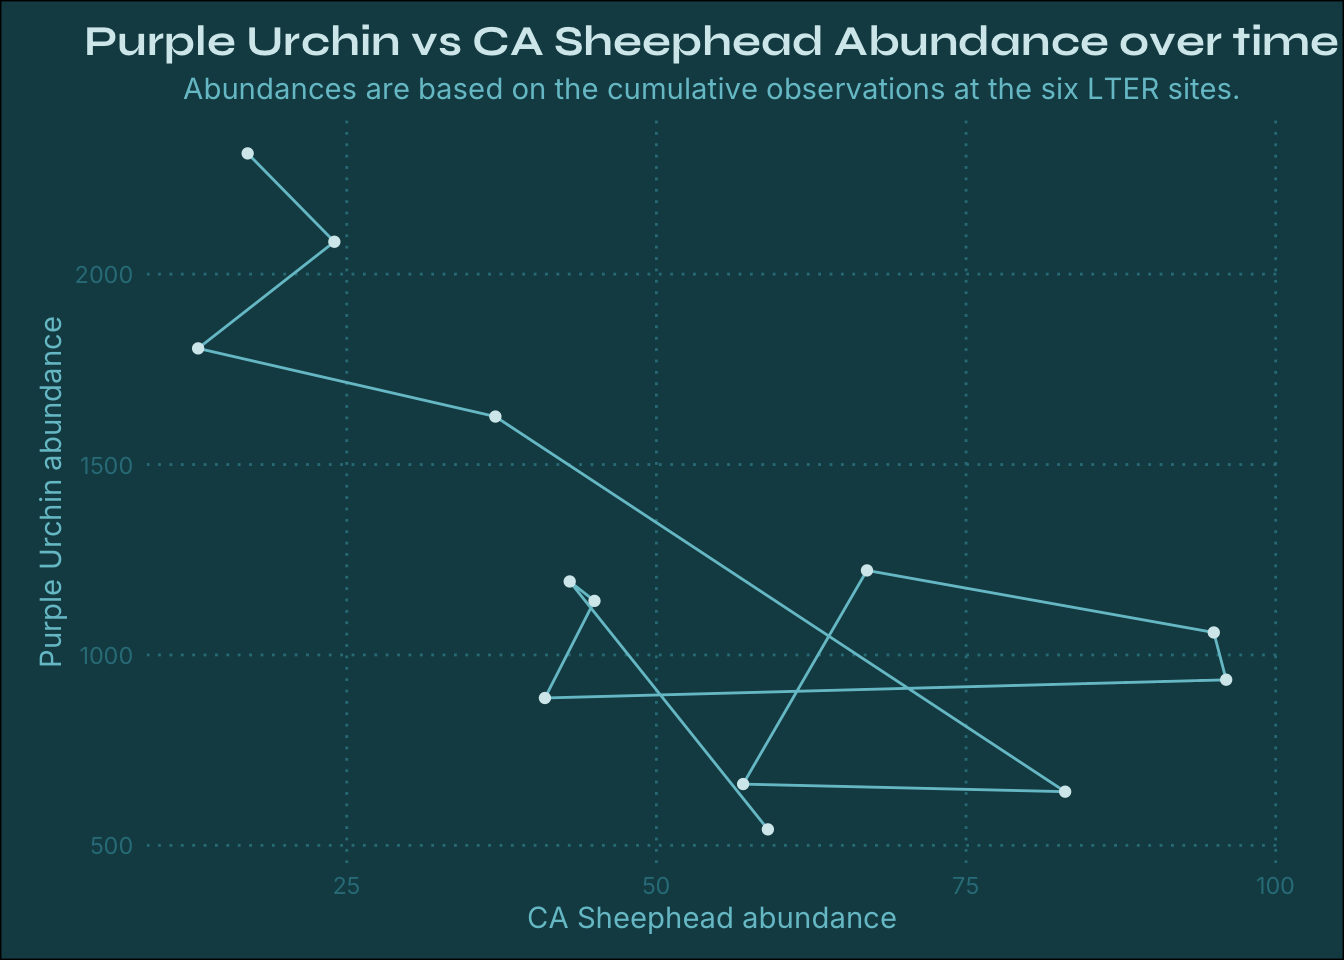 Purple Urchin vs CA Sheephead Abundance over time
Abundances are based on the cumulative observations at the six LTER sites.
2000
1500
1000
500
Purple Urchin abundance
25 50 75 100
CA Sheephead abundance